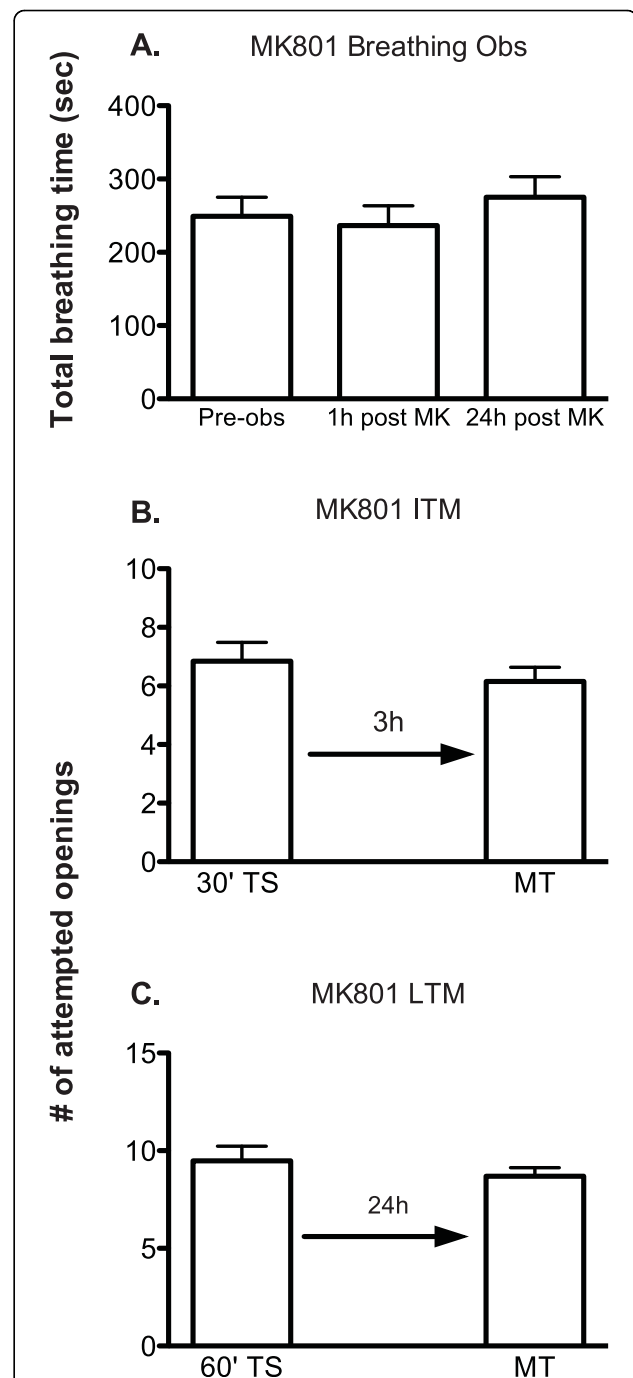 A.
MK801 Breathing Obs
Total breathing time (sec)
400
300
200
100
0
Pre-obs
1h post MK
24h post MK
B.
MK801 ITM
# of attempted openings
10
8
6
4
2
0
3h
30' TS
MT
C.
MK801 LTM
15
10
5
0
24h
60' TS
MT